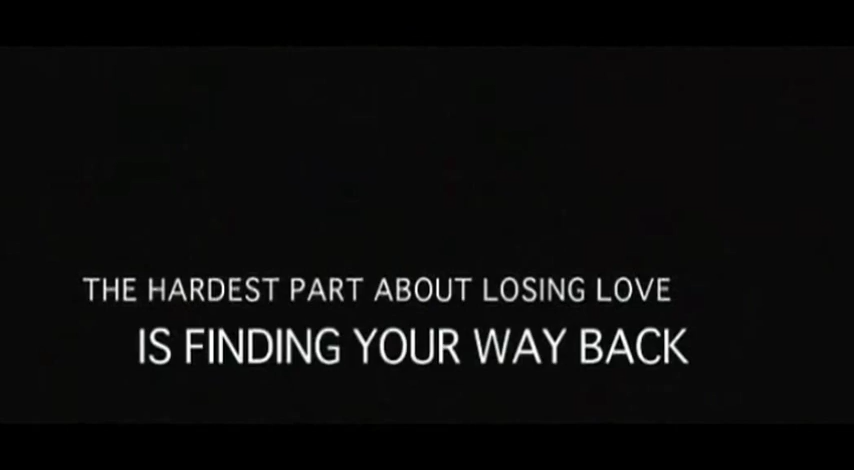 THE HARDEST PART ABOUT LOSING LOVE
IS FINDING YOUR WAY BACK